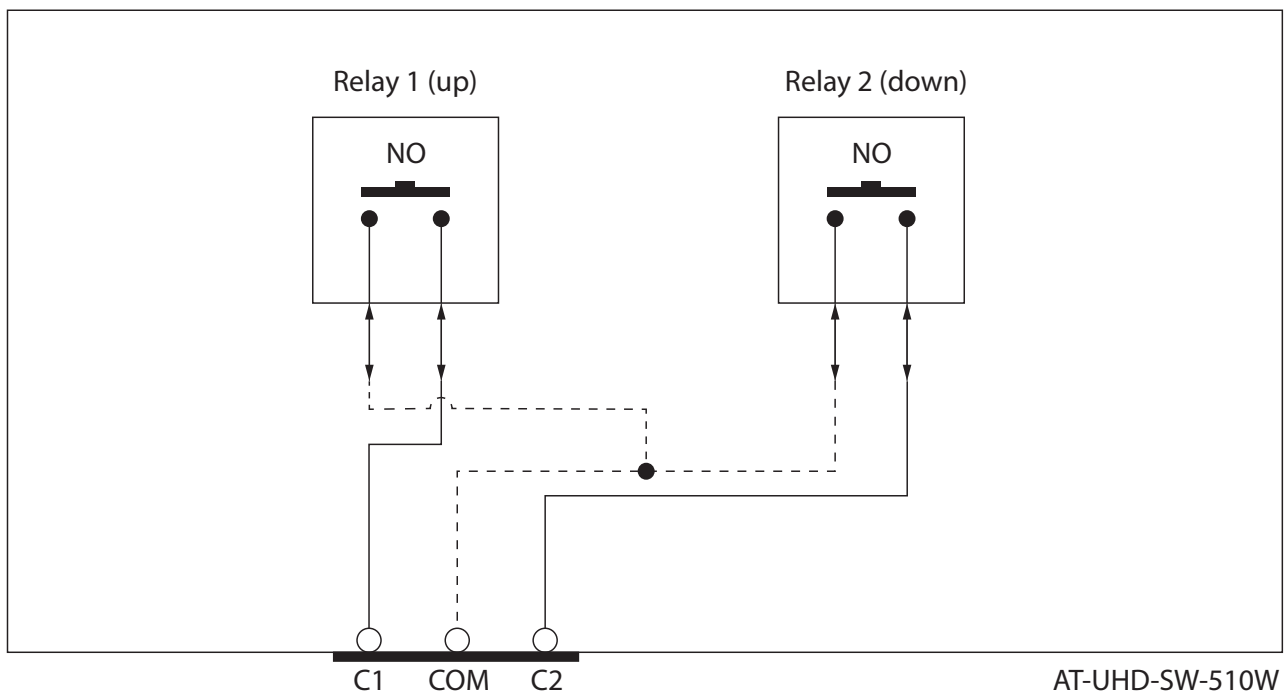 Relay 1 (up)
Relay 2 (down)
NO
NO
C1
COM
C2
AT-UHD-SW-510W